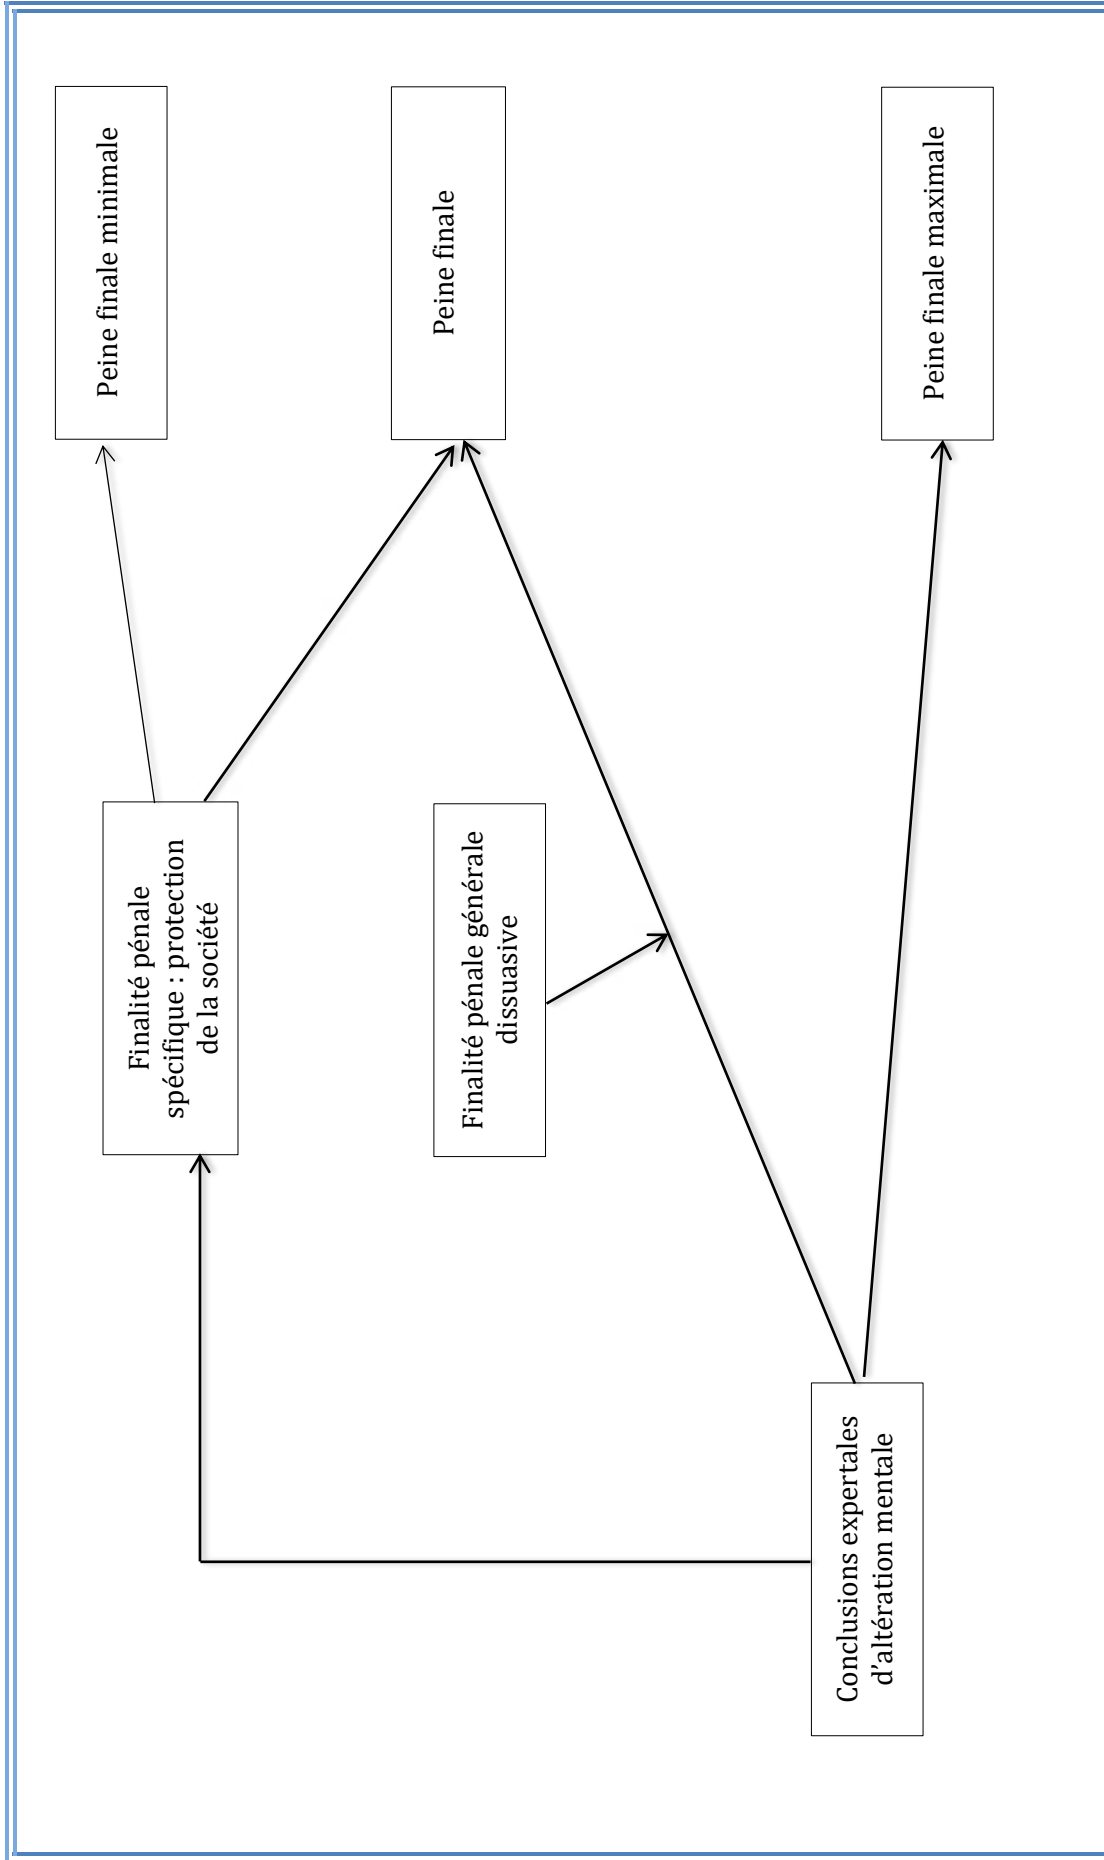 Finalité pénale
spécifique : protection
de la société
Peine finale minimale
Finalité pénale générale
dissuasive
Peine finale
Conclusions expertales
d’altération mentale
Peine finale maximale